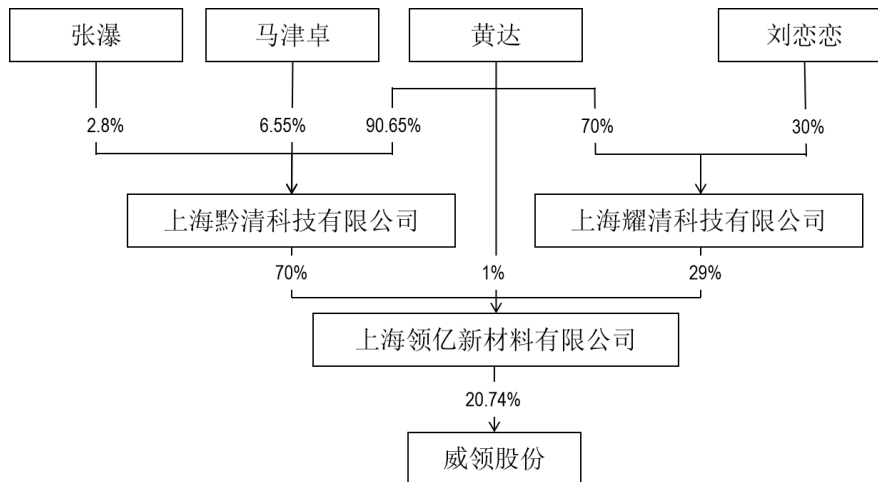 张瀑
马津卓
黄达
刘恋恋
2.8%
6.55%
90.65%
70%
30%
上海黔清科技有限公司
上海耀清科技有限公司
70%
1%
29%
上海领亿新材料有限公司
20.74%
威领股份